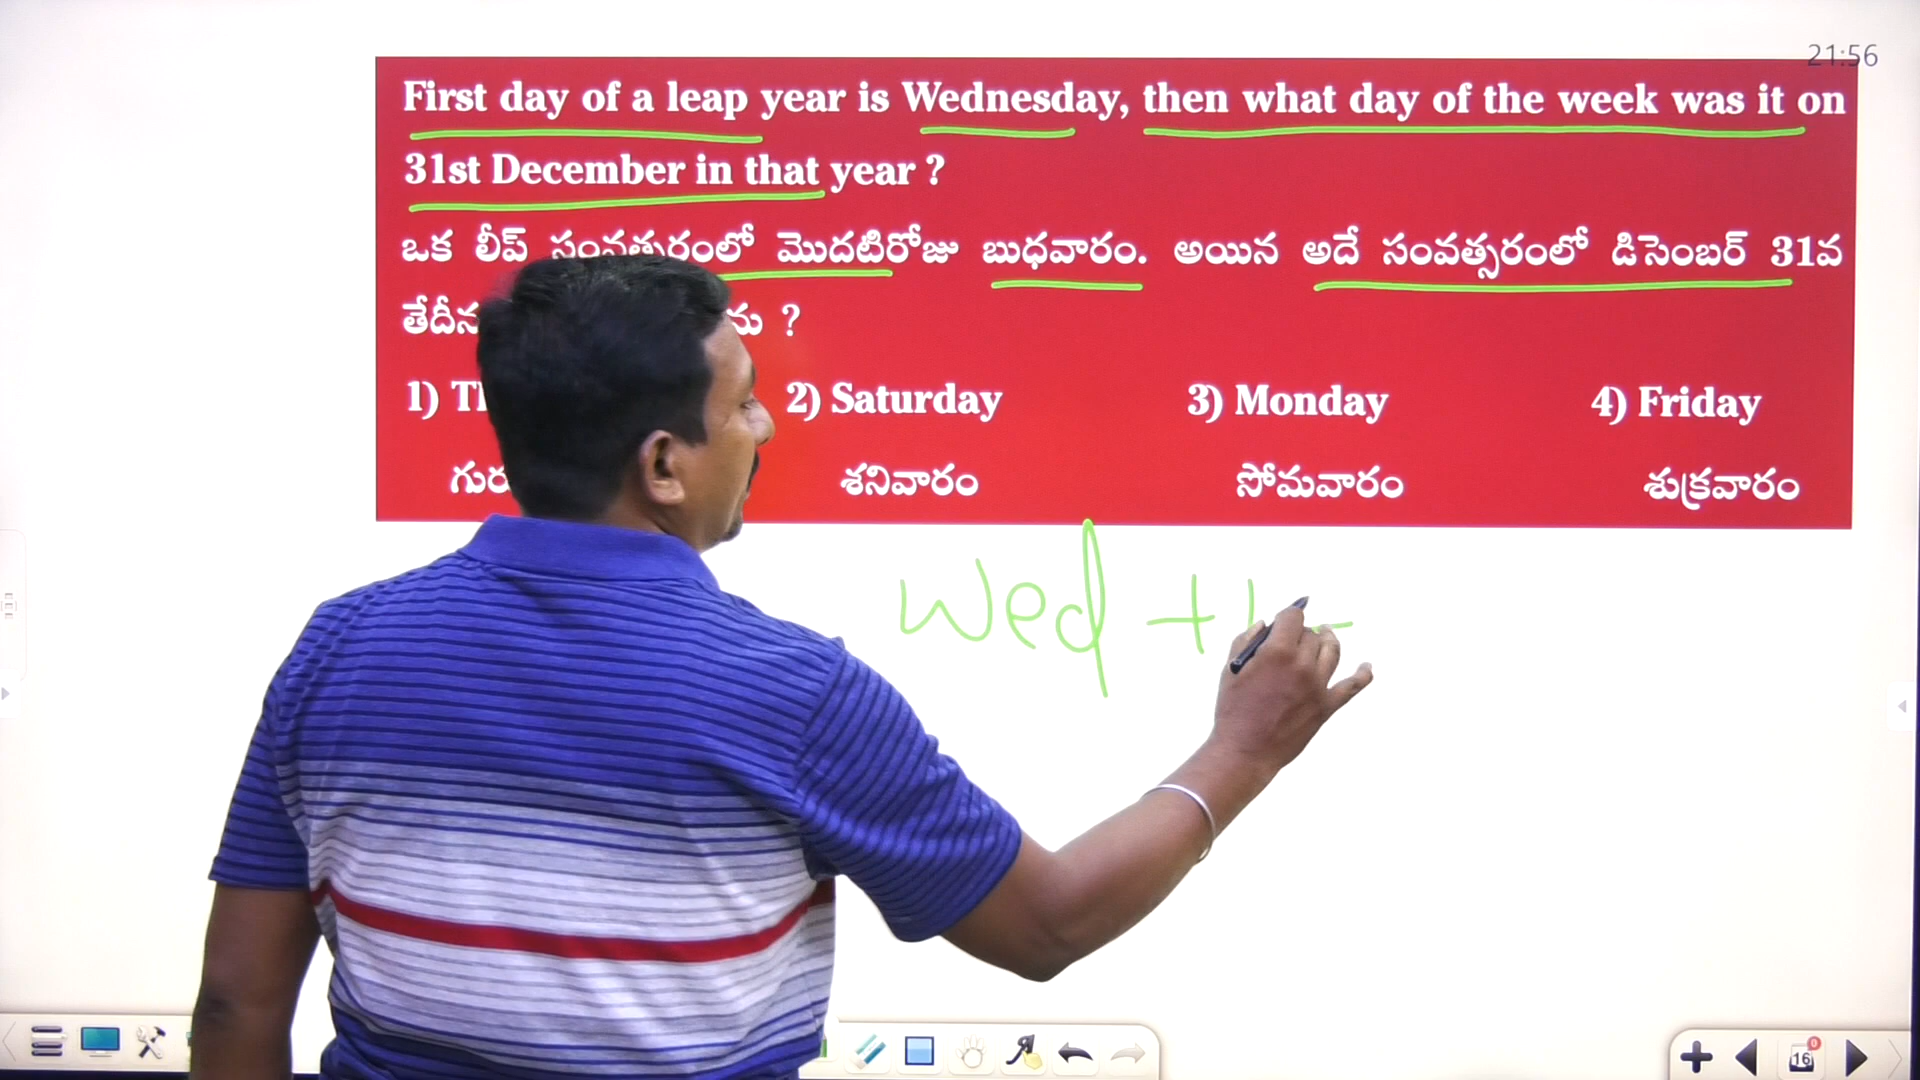 21:56
First day of a leap year is Wednesday, then what day of the week was it on
31st December in that year ?
ఒక లీప్ సంవత్సరంలో మొదటిరోజు బుధవారం. అయిన అదే సంవత్సరంలో డిసెంబర్ 31వ
తేదీన ?
1) 2) Saturday 3) Monday 4) Friday
శనివారం సోమవారం శుక్రవారం
Wed +
16
0